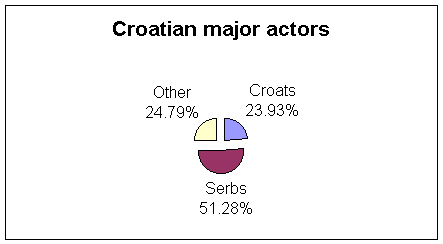 Croatian major actors
Other
24.79%
Croats
23.93%
Serbs
51.28%